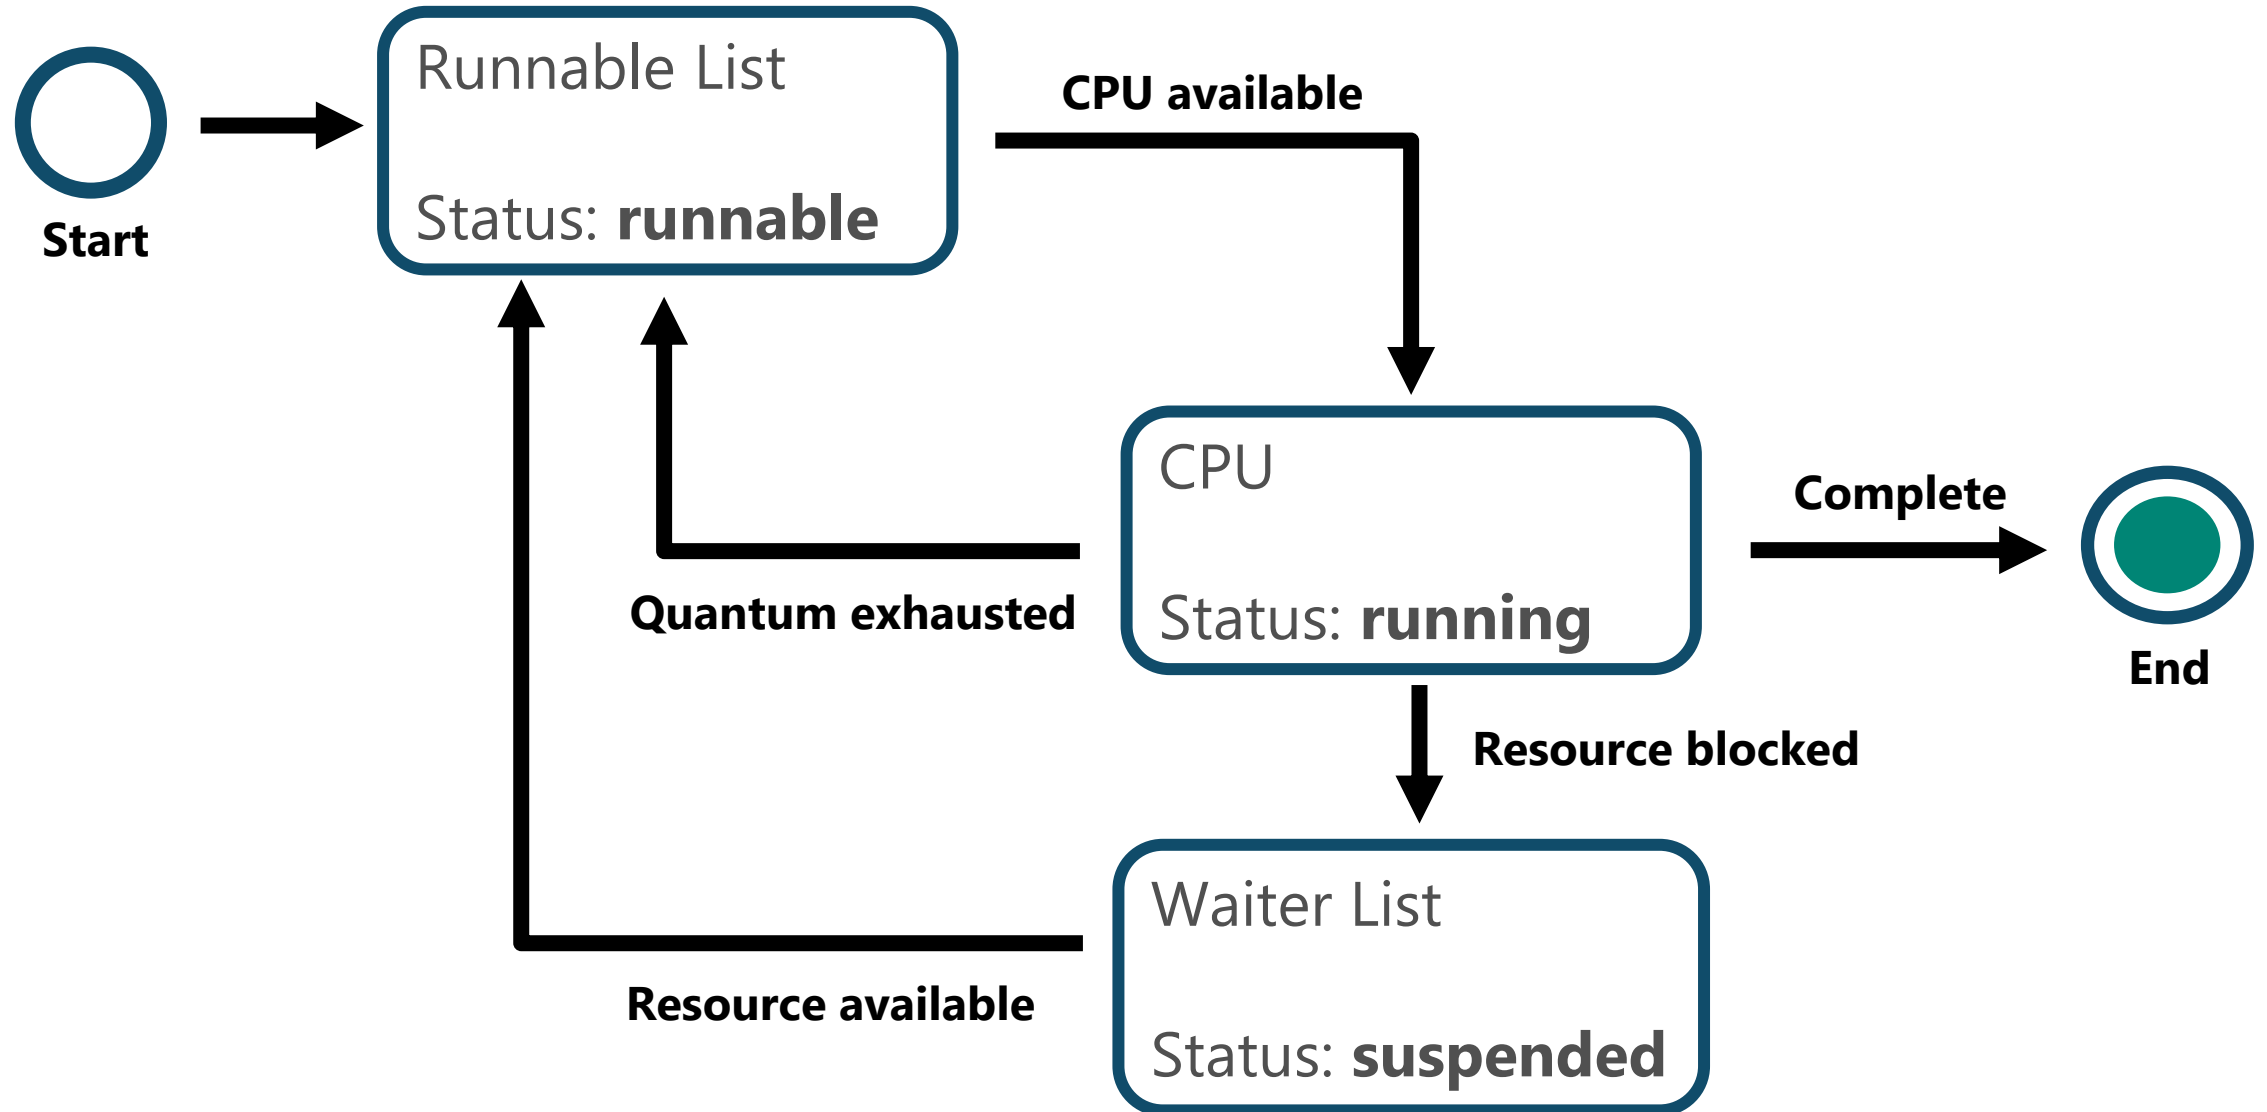 Start
Runnable List
Status: runnable
CPU available
CPU
Status: running
Quantum exhausted
Complete
End
Resource blocked
Waiter List
Status: suspended
Resource available